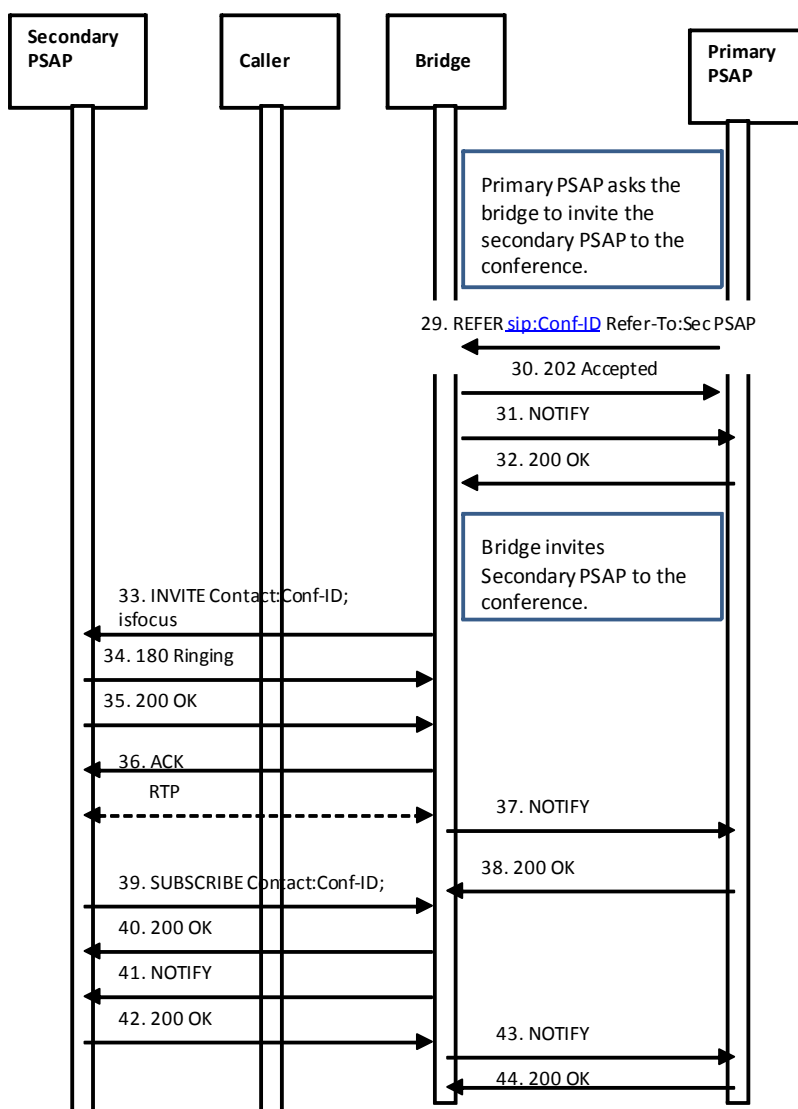 Secondary
PSAP
Caller
Bridge
Primary
PSAP
Primary PSAP asks the
bridge to invite the
secondary PSAP to the
conference.
29. REFER sip:Conf-ID Refer-To:Sec PSAP
30. 202 Accepted
31. NOTIFY
32. 200 OK
Bridge invites
Secondary PSAP to the
conference.
33. INVITE Contact:Conf-ID;
isfocus
34. 180 Ringing
35. 200 OK
36. ACK
RTP
37. NOTIFY
38. 200 OK
39. SUBSCRIBE Contact:Conf-ID;
40. 200 OK
41. NOTIFY
42. 200 OK
43. NOTIFY
44. 200 OK